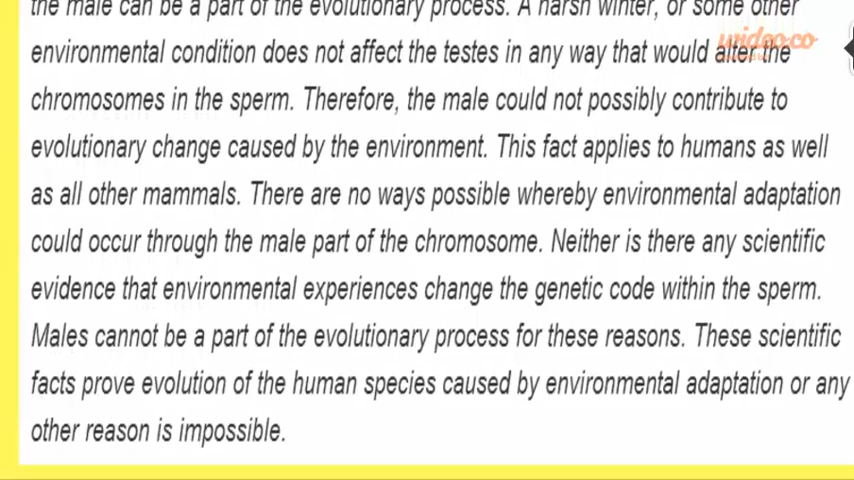 the male can be a part of the evolutionary process. A harsh winter, or some other
environmental condition does not affect the testes in any way that would alter the
chromosomes in the sperm. Therefore, the male could not possibly contribute to
evolutionary change caused by the environment. This fact applies to humans as well
as all other mammals. There are no ways possible whereby environmental adaptation
could occur through the male part of the chromosome. Neither is there any scientific
evidence that environmental experiences change the genetic code within the sperm.
Males cannot be a part of the evolutionary process for these reasons. These scientific
facts prove evolution of the human species caused by environmental adaptation or any
other reason is impossible.
wideo.co